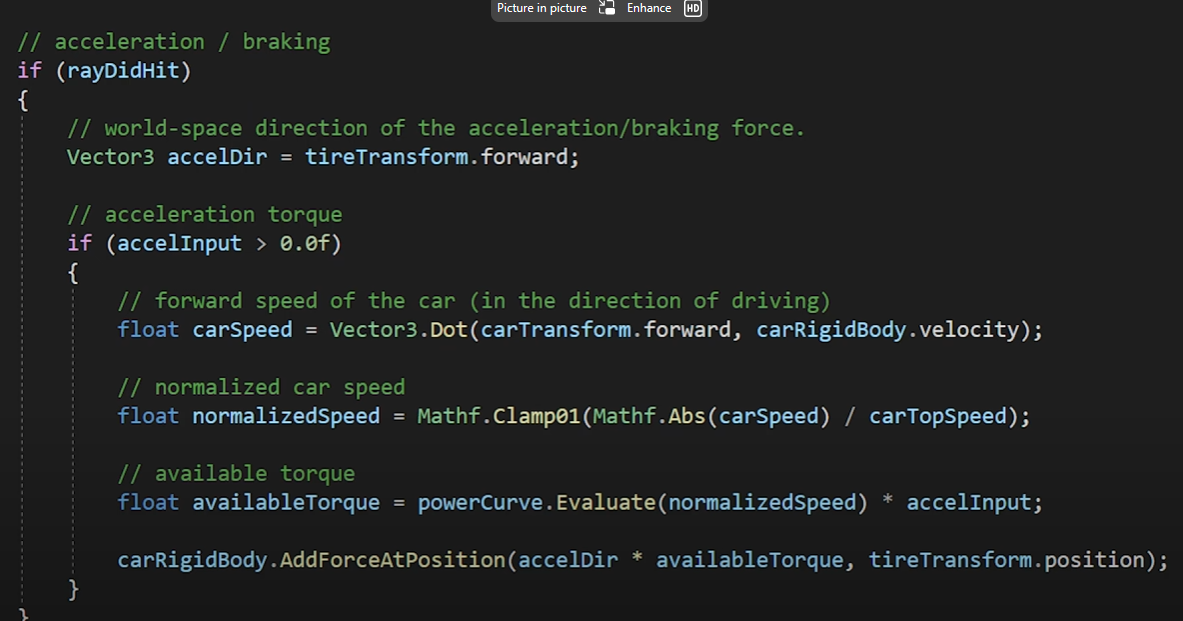 Picture in picture Enhance HD
// acceleration / braking
if (rayDidHit)
{
// world-space direction of the acceleration/braking force.
Vector3 accelDir = tireTransform.forward;
// acceleration torque
if (accelInput > 0.0f)
{
// forward speed of the car (in the direction of driving)
float carSpeed = Vector3.Dot(carTransform.forward, carRigidBody.velocity);
// normalized car speed
float normalizedSpeed = Mathf.Clamp01(Mathf.Abs(carSpeed) / carTopSpeed);
// available torque
float availableTorque = powerCurve.Evaluate(normalizedSpeed) * accelInput;
carRigidBody.AddForceAtPosition(accelDir * availableTorque, tireTransform.position);
}
}